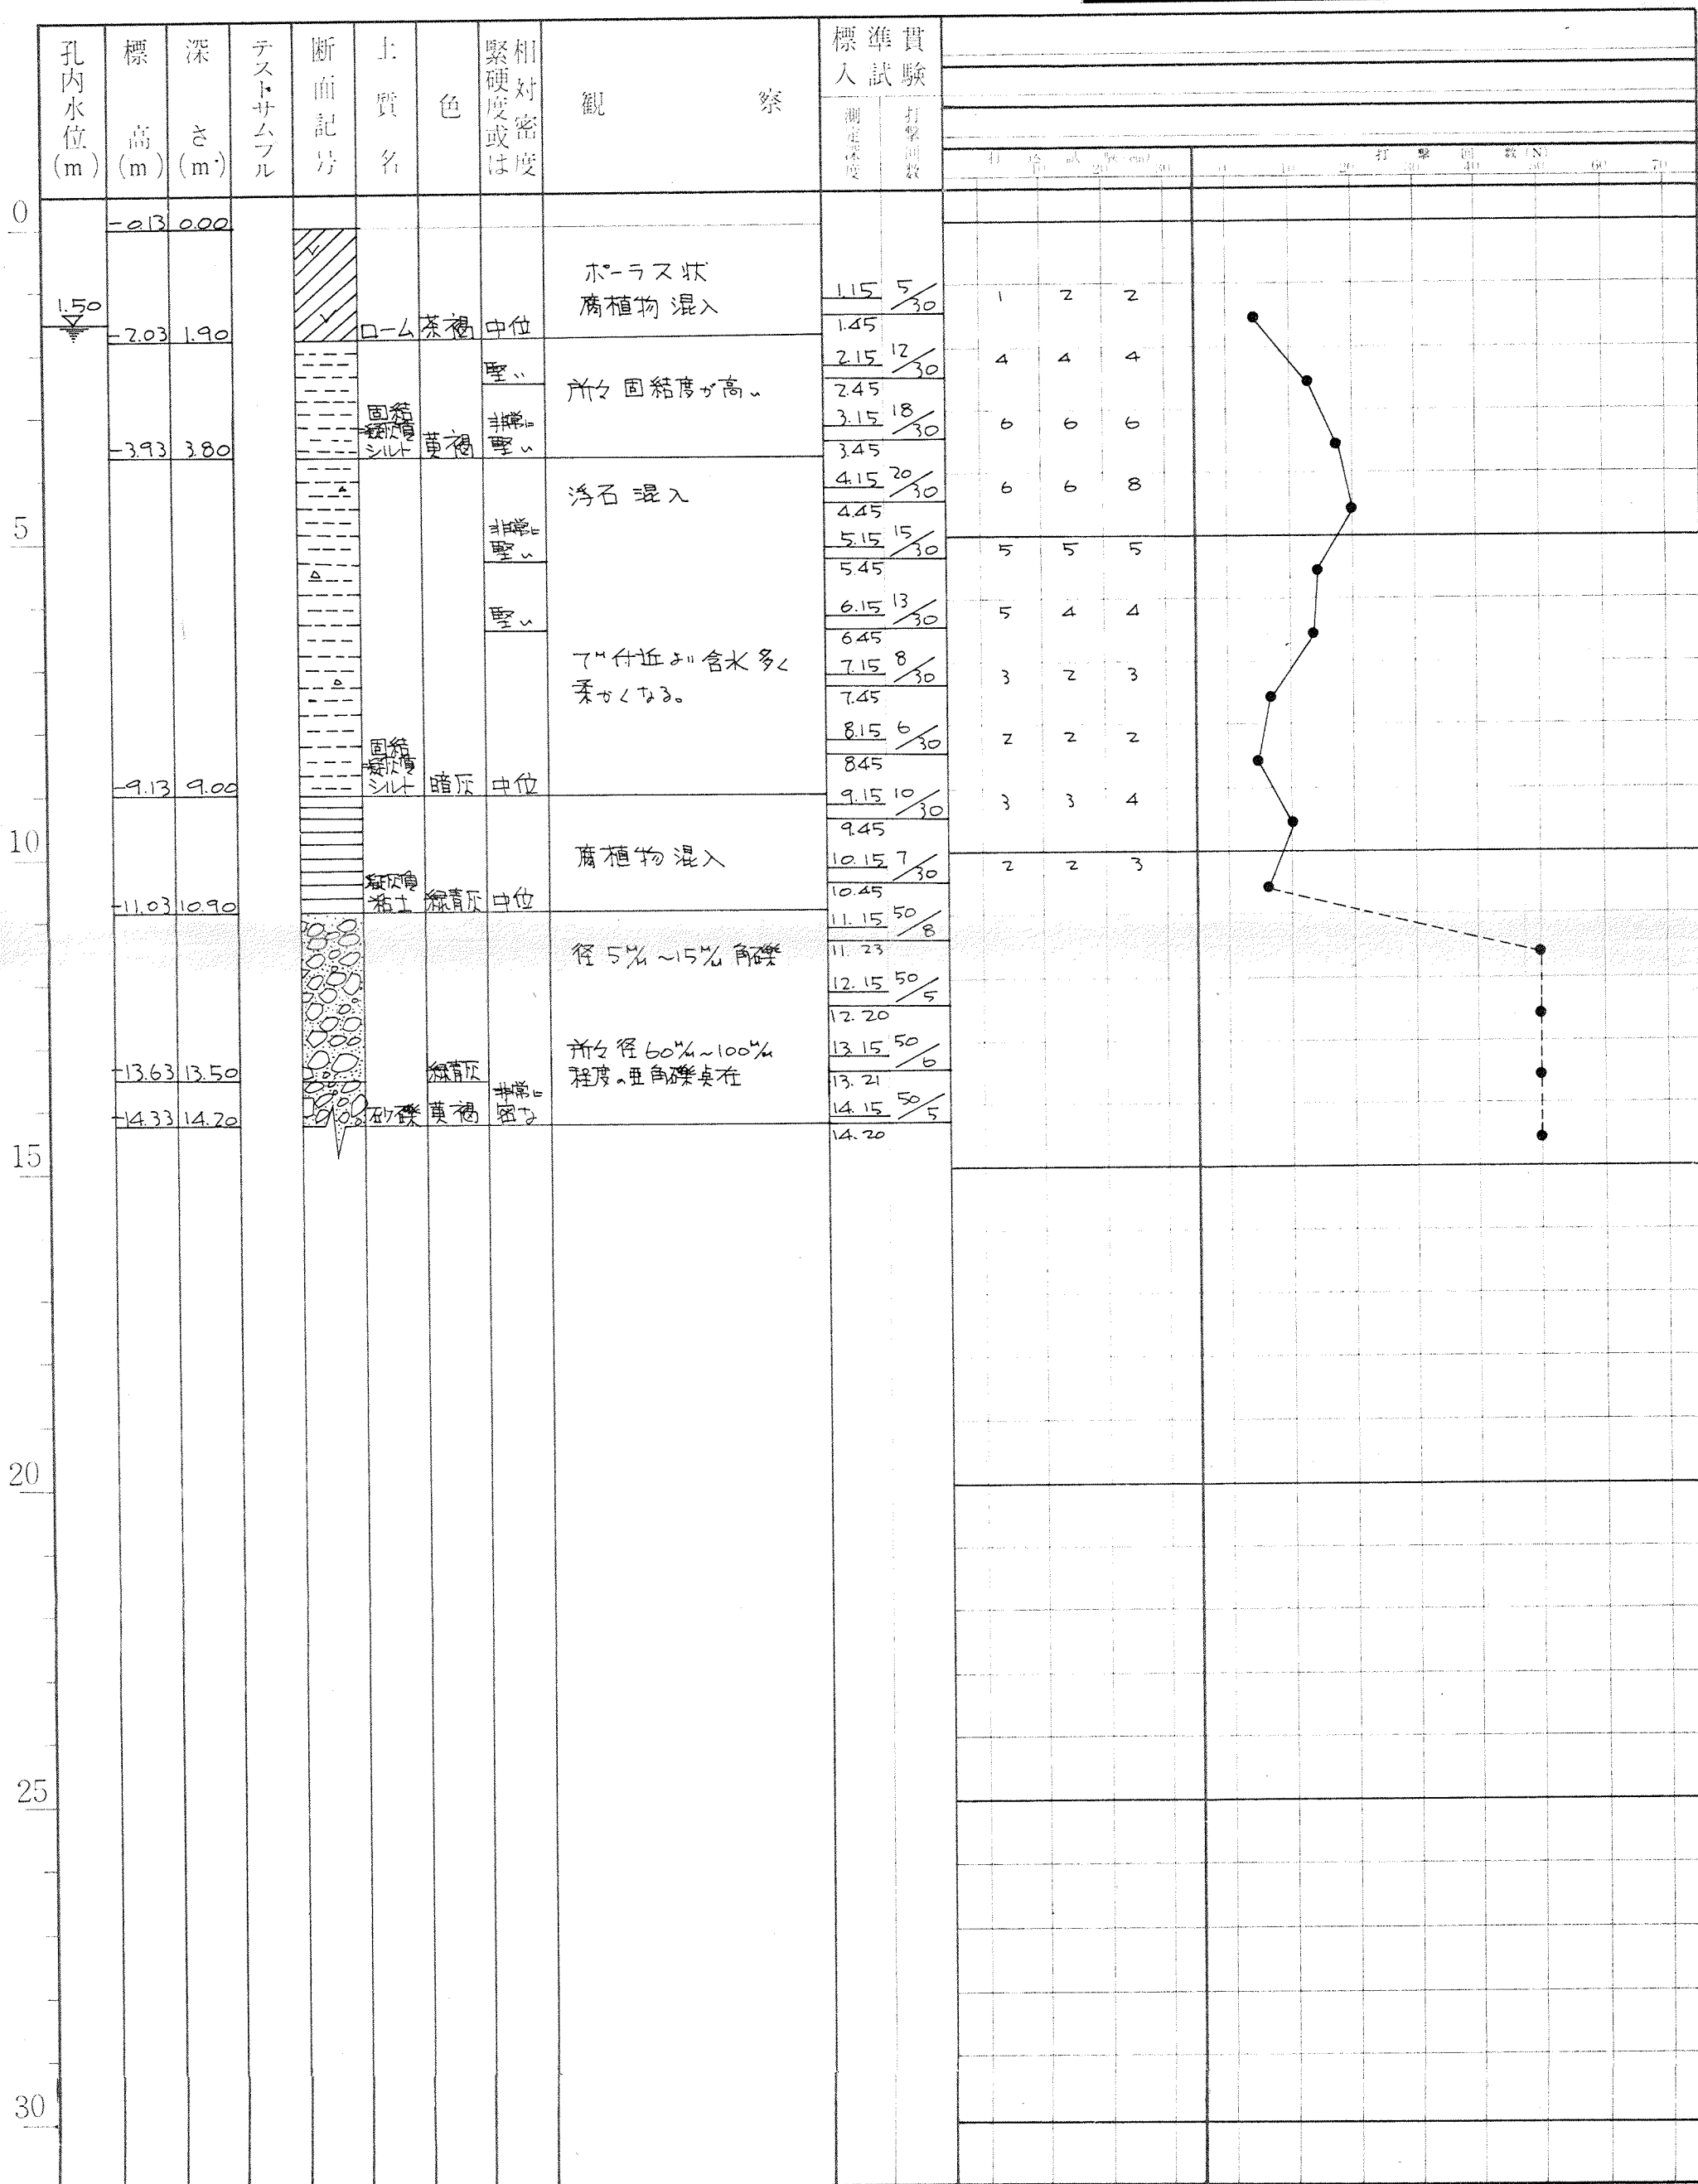 孔内水位(m)
標高(m)
深さ(m)
テストサムプル
断面記号
土質名
色
相対密度
緊硬度或は
観察
標準貫入試験
測定深度
打撃回数
10 20 30
打撃回数(N)
0 10 20 30 40 50 60 70
0
-0.13 0.00
ポーラス状
腐植物 混入
1.15 5/30 1 2 2
1.50
1.45
-2.03 1.90 ローム 茶褐 中位
2.15 12/30 4 4 4
堅い
所々 固結度が高い
2.45
3.15 18/30 6 6 6
固結
凝灰質
シルト
黄褐
非常に
堅い
-3.93 3.80
3.45
4.15 20/30 6 6 8
浮石 混入
4.45
5
非常に
堅い
5.15 15/30 5 5 5
5.45
6.15 13/30 5 4 4
堅い
6.45
7M付近より含水多く
柔かくなる。
7.15 8/30 3 2 3
7.45
8.15 6/30 2 2 2
固結
凝灰質
シルト
暗灰 中位
8.45
-9.13 9.00
9.15 10/30 3 3 4
9.45
10
腐植物 混入
10.15 7/30 2 2 3
10.45
凝灰質
粘土
緑青灰 中位
-11.03 10.90
11.15 50/8
径 5m/m~15m/m 角礫
11.23
12.15 50/5
12.20
所々 径 60m/m~100m/m
程度の亜角礫点在
13.15 50/6
-13.63 13.50 緑青灰
13.21
非常に
密な
14.15 50/5
-14.33 14.20 砂礫 黄褐
14.20
15
20
25
30